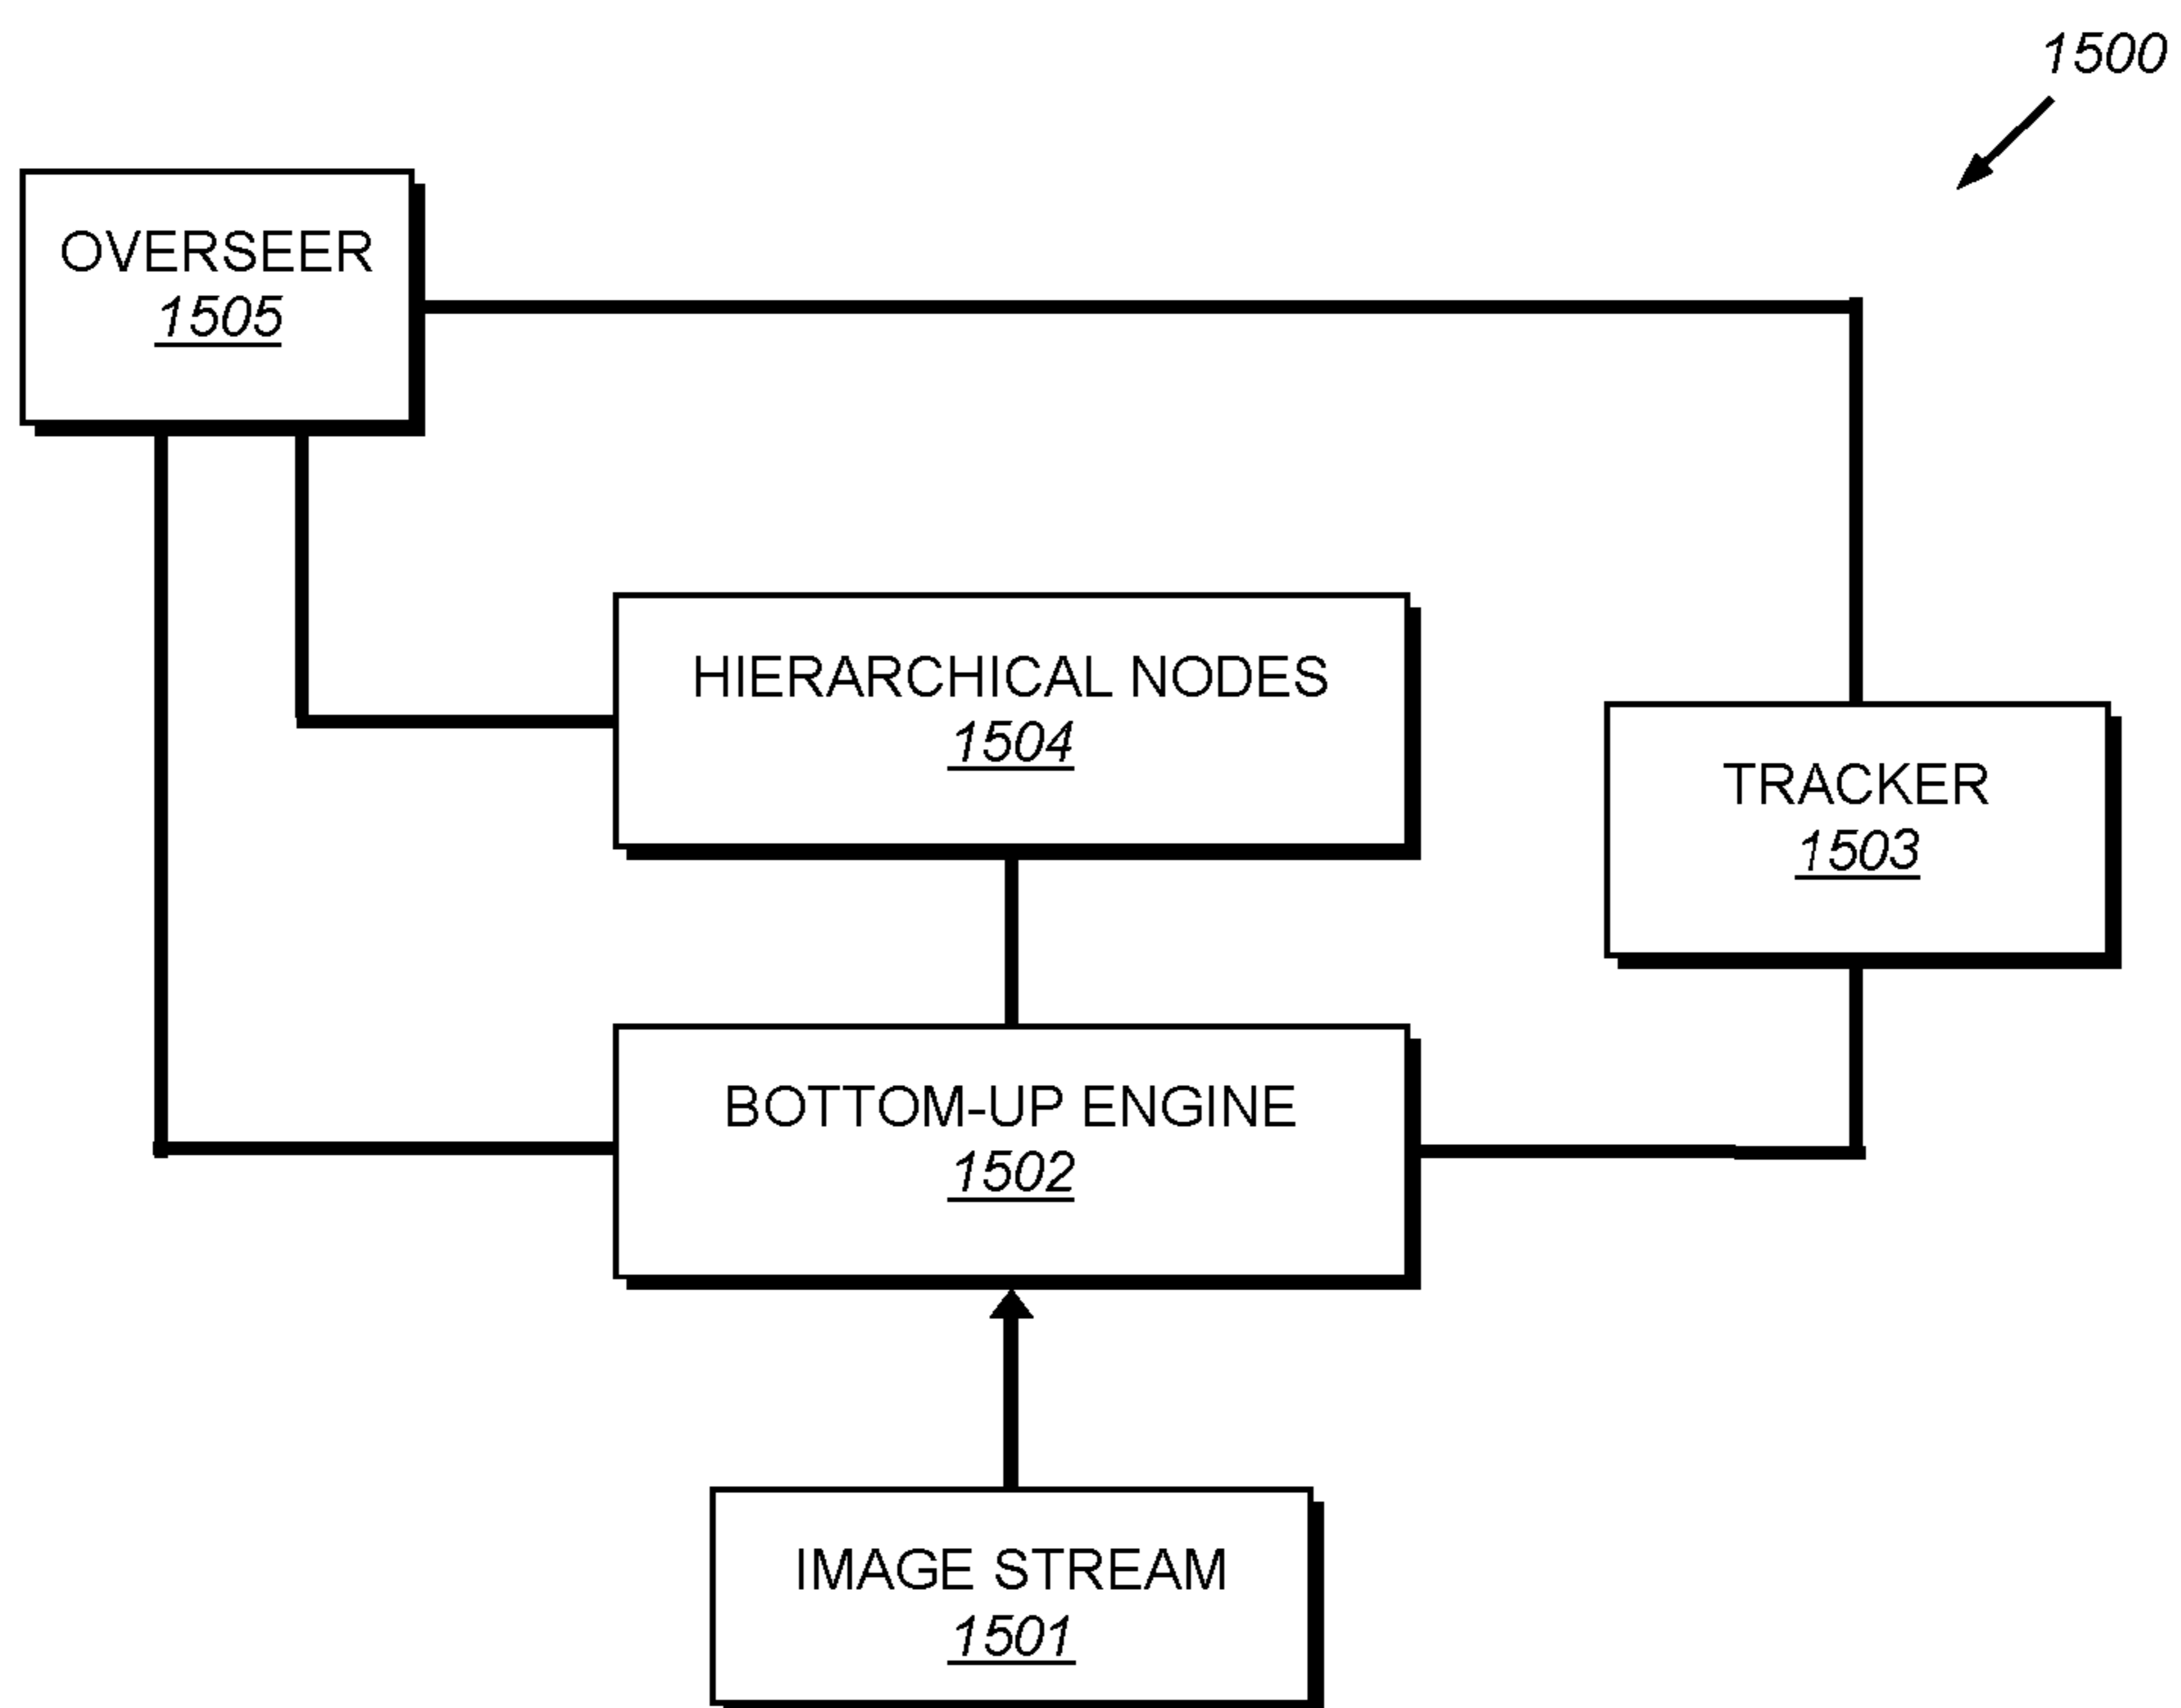 1500
OVERSEER
1505
HIERARCHICAL NODES
1504
TRACKER
1503
BOTTOM-UP ENGINE
1502
IMAGE STREAM
1501